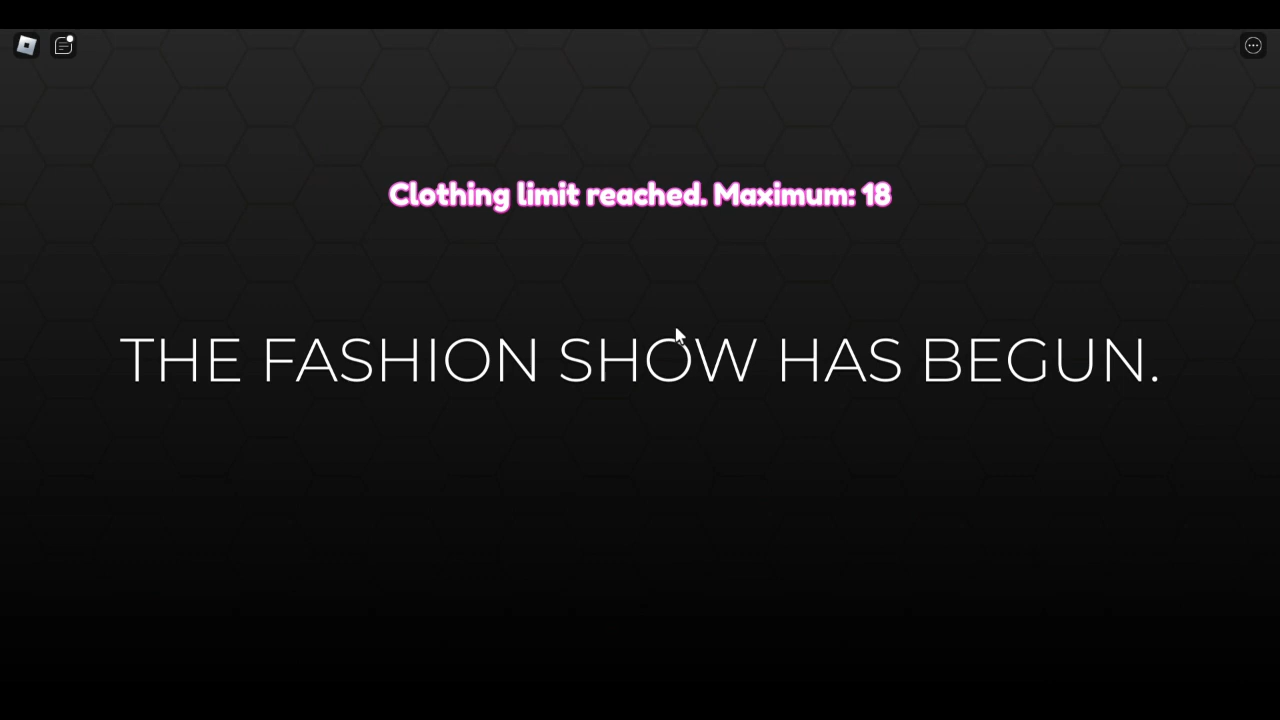 Clothing limit reached. Maximum: 18
THE FASHION SHOW HAS BEGUN.